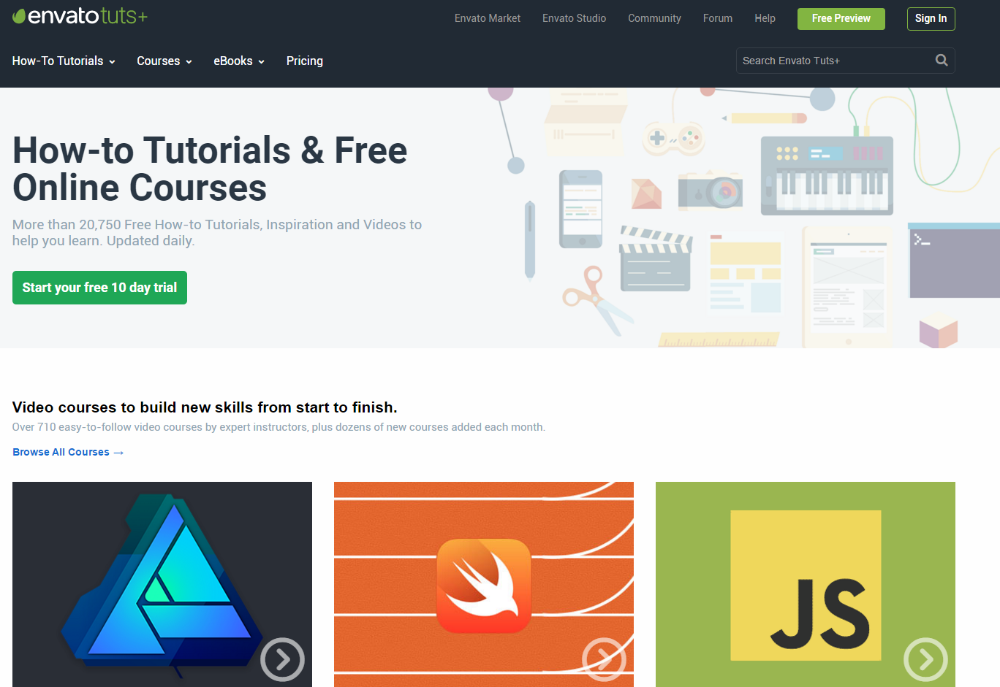 envatotuts+
Envato Market Envato Studio Community Forum Help Free Preview Sign In
How-To Tutorials Courses eBooks Pricing Search Envato Tuts+
How-to Tutorials & Free
Online Courses
More than 20,750 Free How-to Tutorials, Inspiration and Videos to
help you learn. Updated daily.
Start your free 10 day trial
Video courses to build new skills from start to finish.
Over 710 easy-to-follow video courses by expert instructors, plus dozens of new courses added each month.
Browse All Courses →
JS